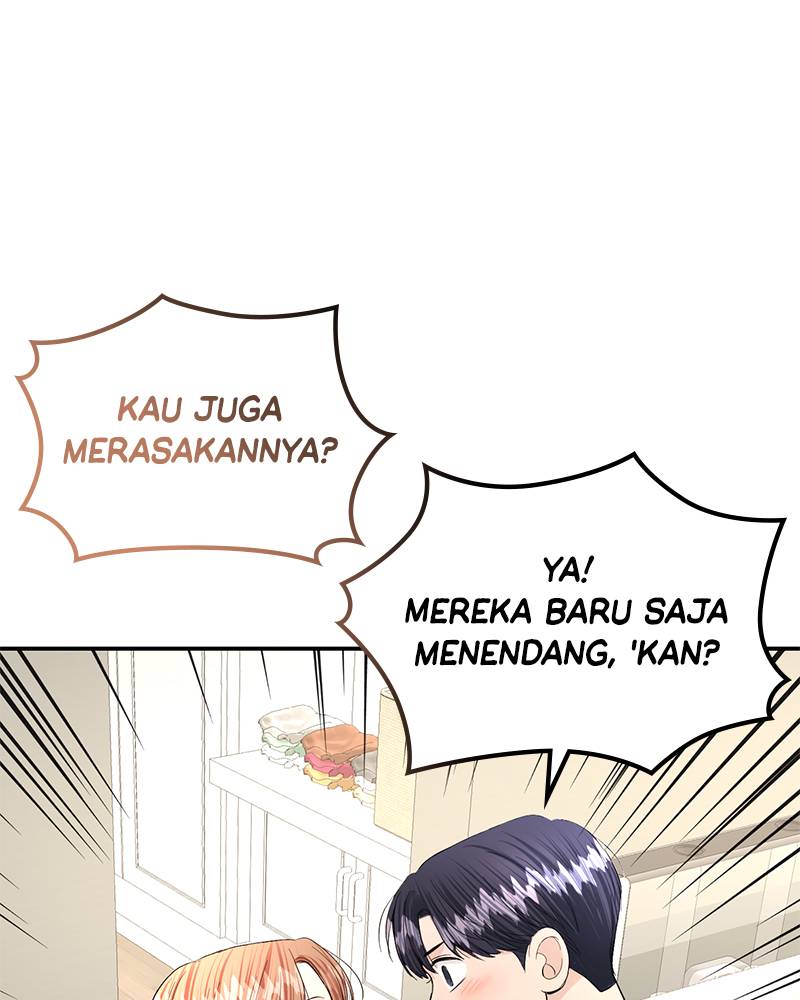 KAU JUGA
MERASAKANNYA?
YA!
MEREKA BARU SAJA
MENENDANG, 'KAN?